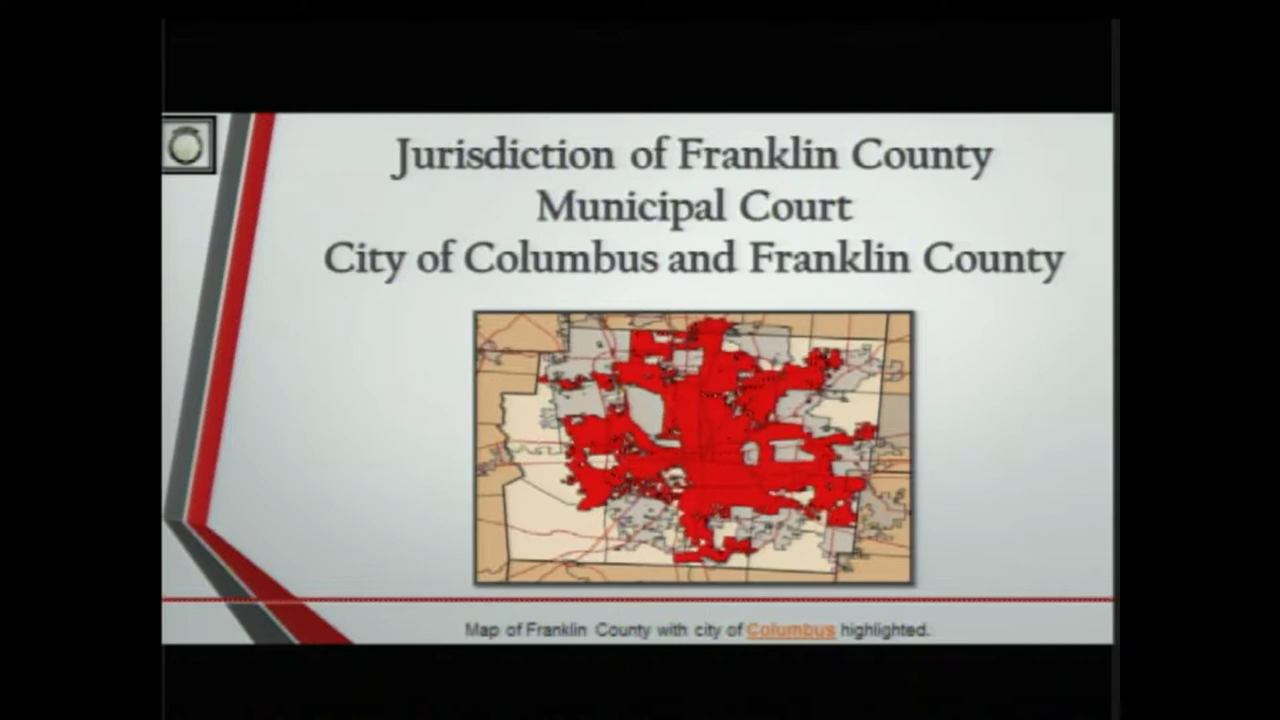 Jurisdiction of Franklin County
Municipal Court
City of Columbus and Franklin County
Map of Franklin County with city of Columbus highlighted.